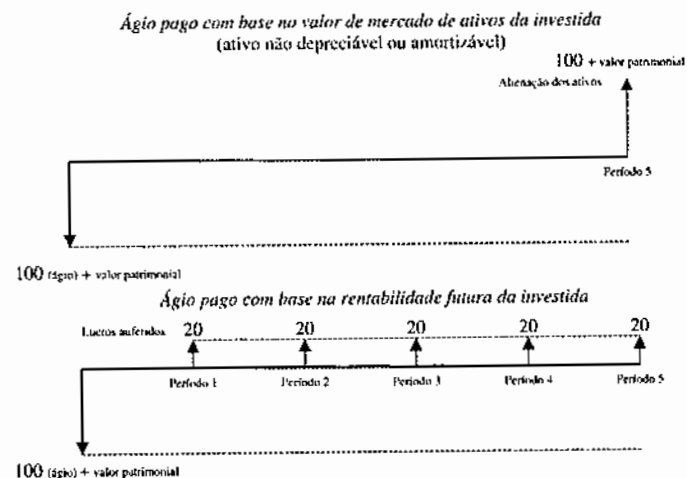 Ágio pago com base no valor de mercado de ativos da investida
(ativo não depreciável ou amortizável)
100 + valor patrimonial
Alienação dos ativos
Período 5
100 (ágio) + valor patrimonial
Ágio pago com base na rentabilidade futura da investida
Lucros auferidos 20 20 20 20 20
Período 1 Período 2 Período 3 Período 4 Período 5
100 (ágio) + valor patrimonial